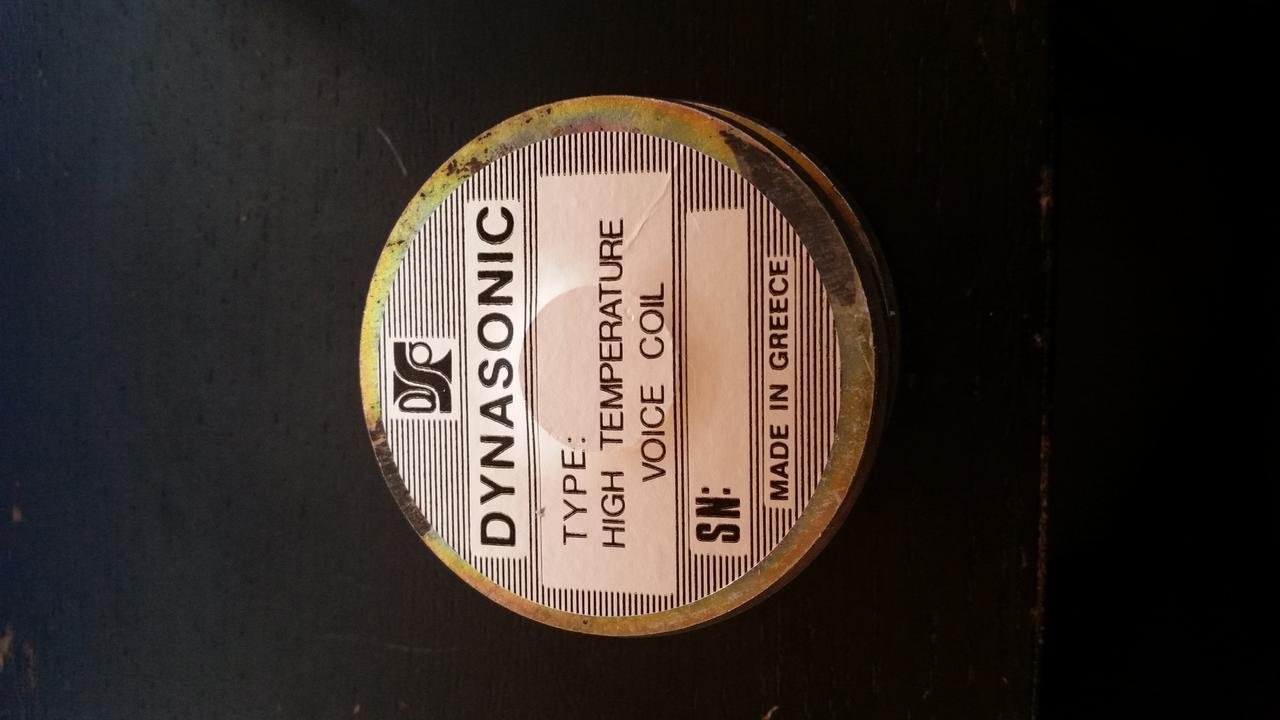 DYNASONIC
TYPE:
HIGH TEMPERATURE
VOICE COIL
SN:
MADE IN GREECE